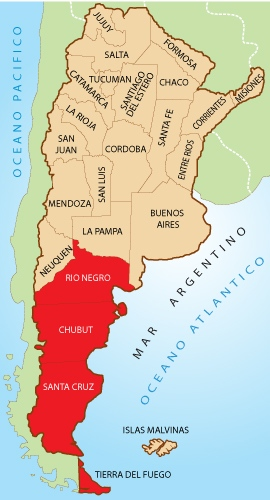 OCEANO PACIFICO
JUJUY
SALTA
FORMOSA
TUCUMAN
CATAMARCA
SANTIAGO
DEL ESTERO
CHACO
MISIONES
CORRIENTES
LA RIOJA
SANTA FE
SAN
JUAN
CORDOBA
ENTRE RIOS
SAN LUIS
MENDOZA
BUENOS
AIRES
LA PAMPA
NEUQUEN
RIO NEGRO
MAR ARGENTINO
OCEANO ATLANTICO
CHUBUT
SANTA CRUZ
ISLAS MALVINAS
TIERRA DEL FUEGO